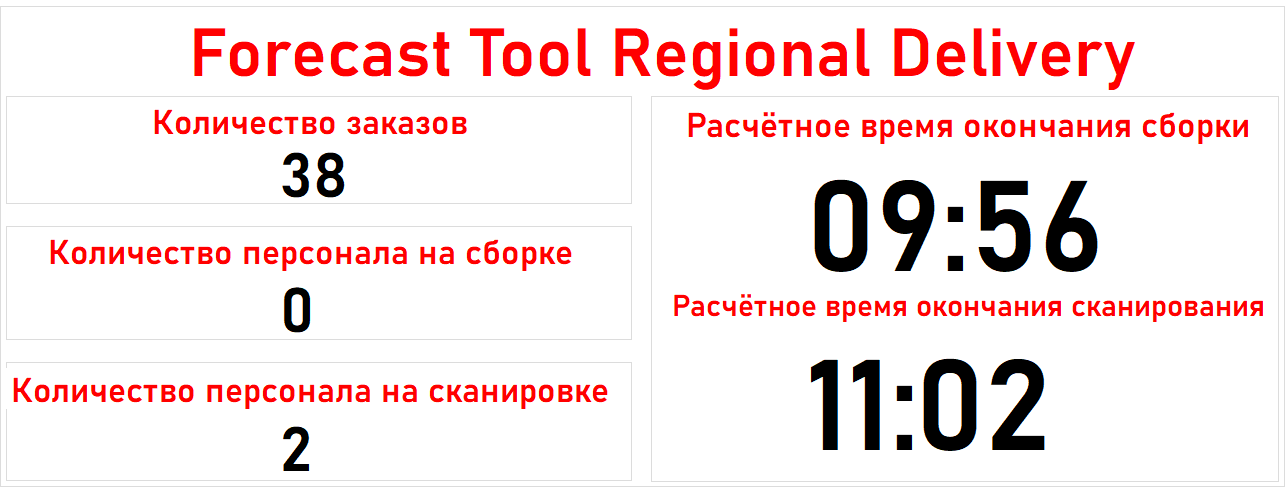 Forecast Tool Regional Delivery
Количество заказов
38
Количество персонала на сборке
0
Количество персонала на сканировке
2
Расчётное время окончания сборки
09:56
Расчётное время окончания сканирования
11:02